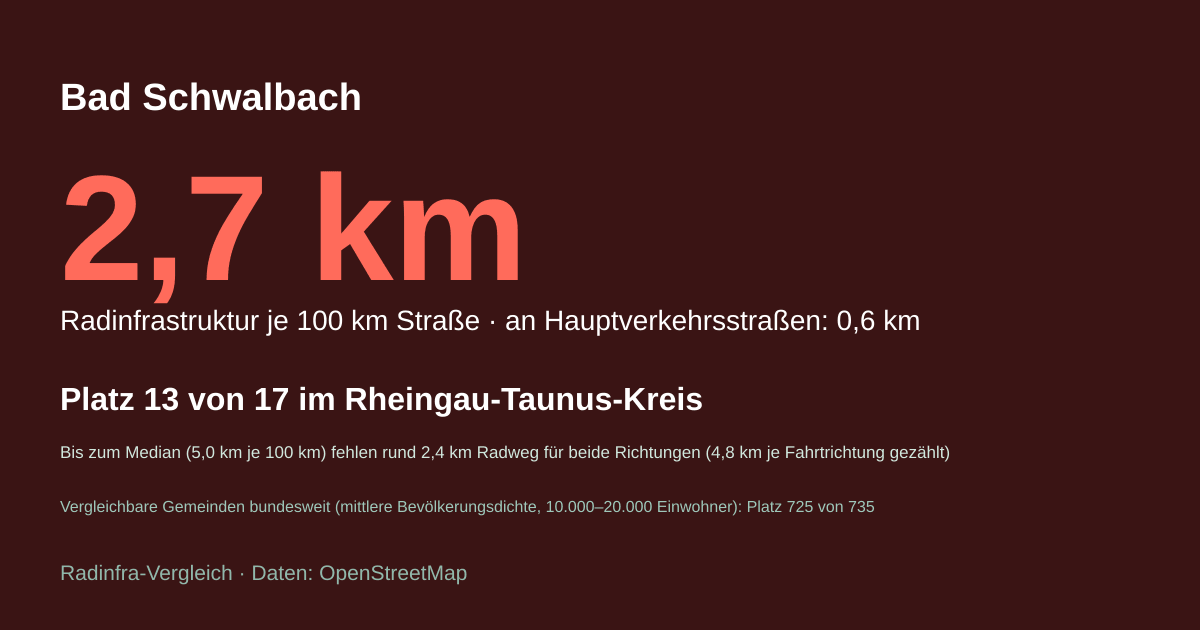 Bad Schwalbach
2,7 km
Radinfrastruktur je 100 km Straße · an Hauptverkehrsstraßen: 0,6 km
Platz 13 von 17 im Rheingau-Taunus-Kreis
Bis zum Median (5,0 km je 100 km) fehlen rund 2,4 km Radweg für beide Richtungen (4,8 km je Fahrtrichtung gezählt)
Vergleichbare Gemeinden bundesweit (mittlere Bevölkerungsdichte, 10.000–20.000 Einwohner): Platz 725 von 735
Radinfra-Vergleich · Daten: OpenStreetMap